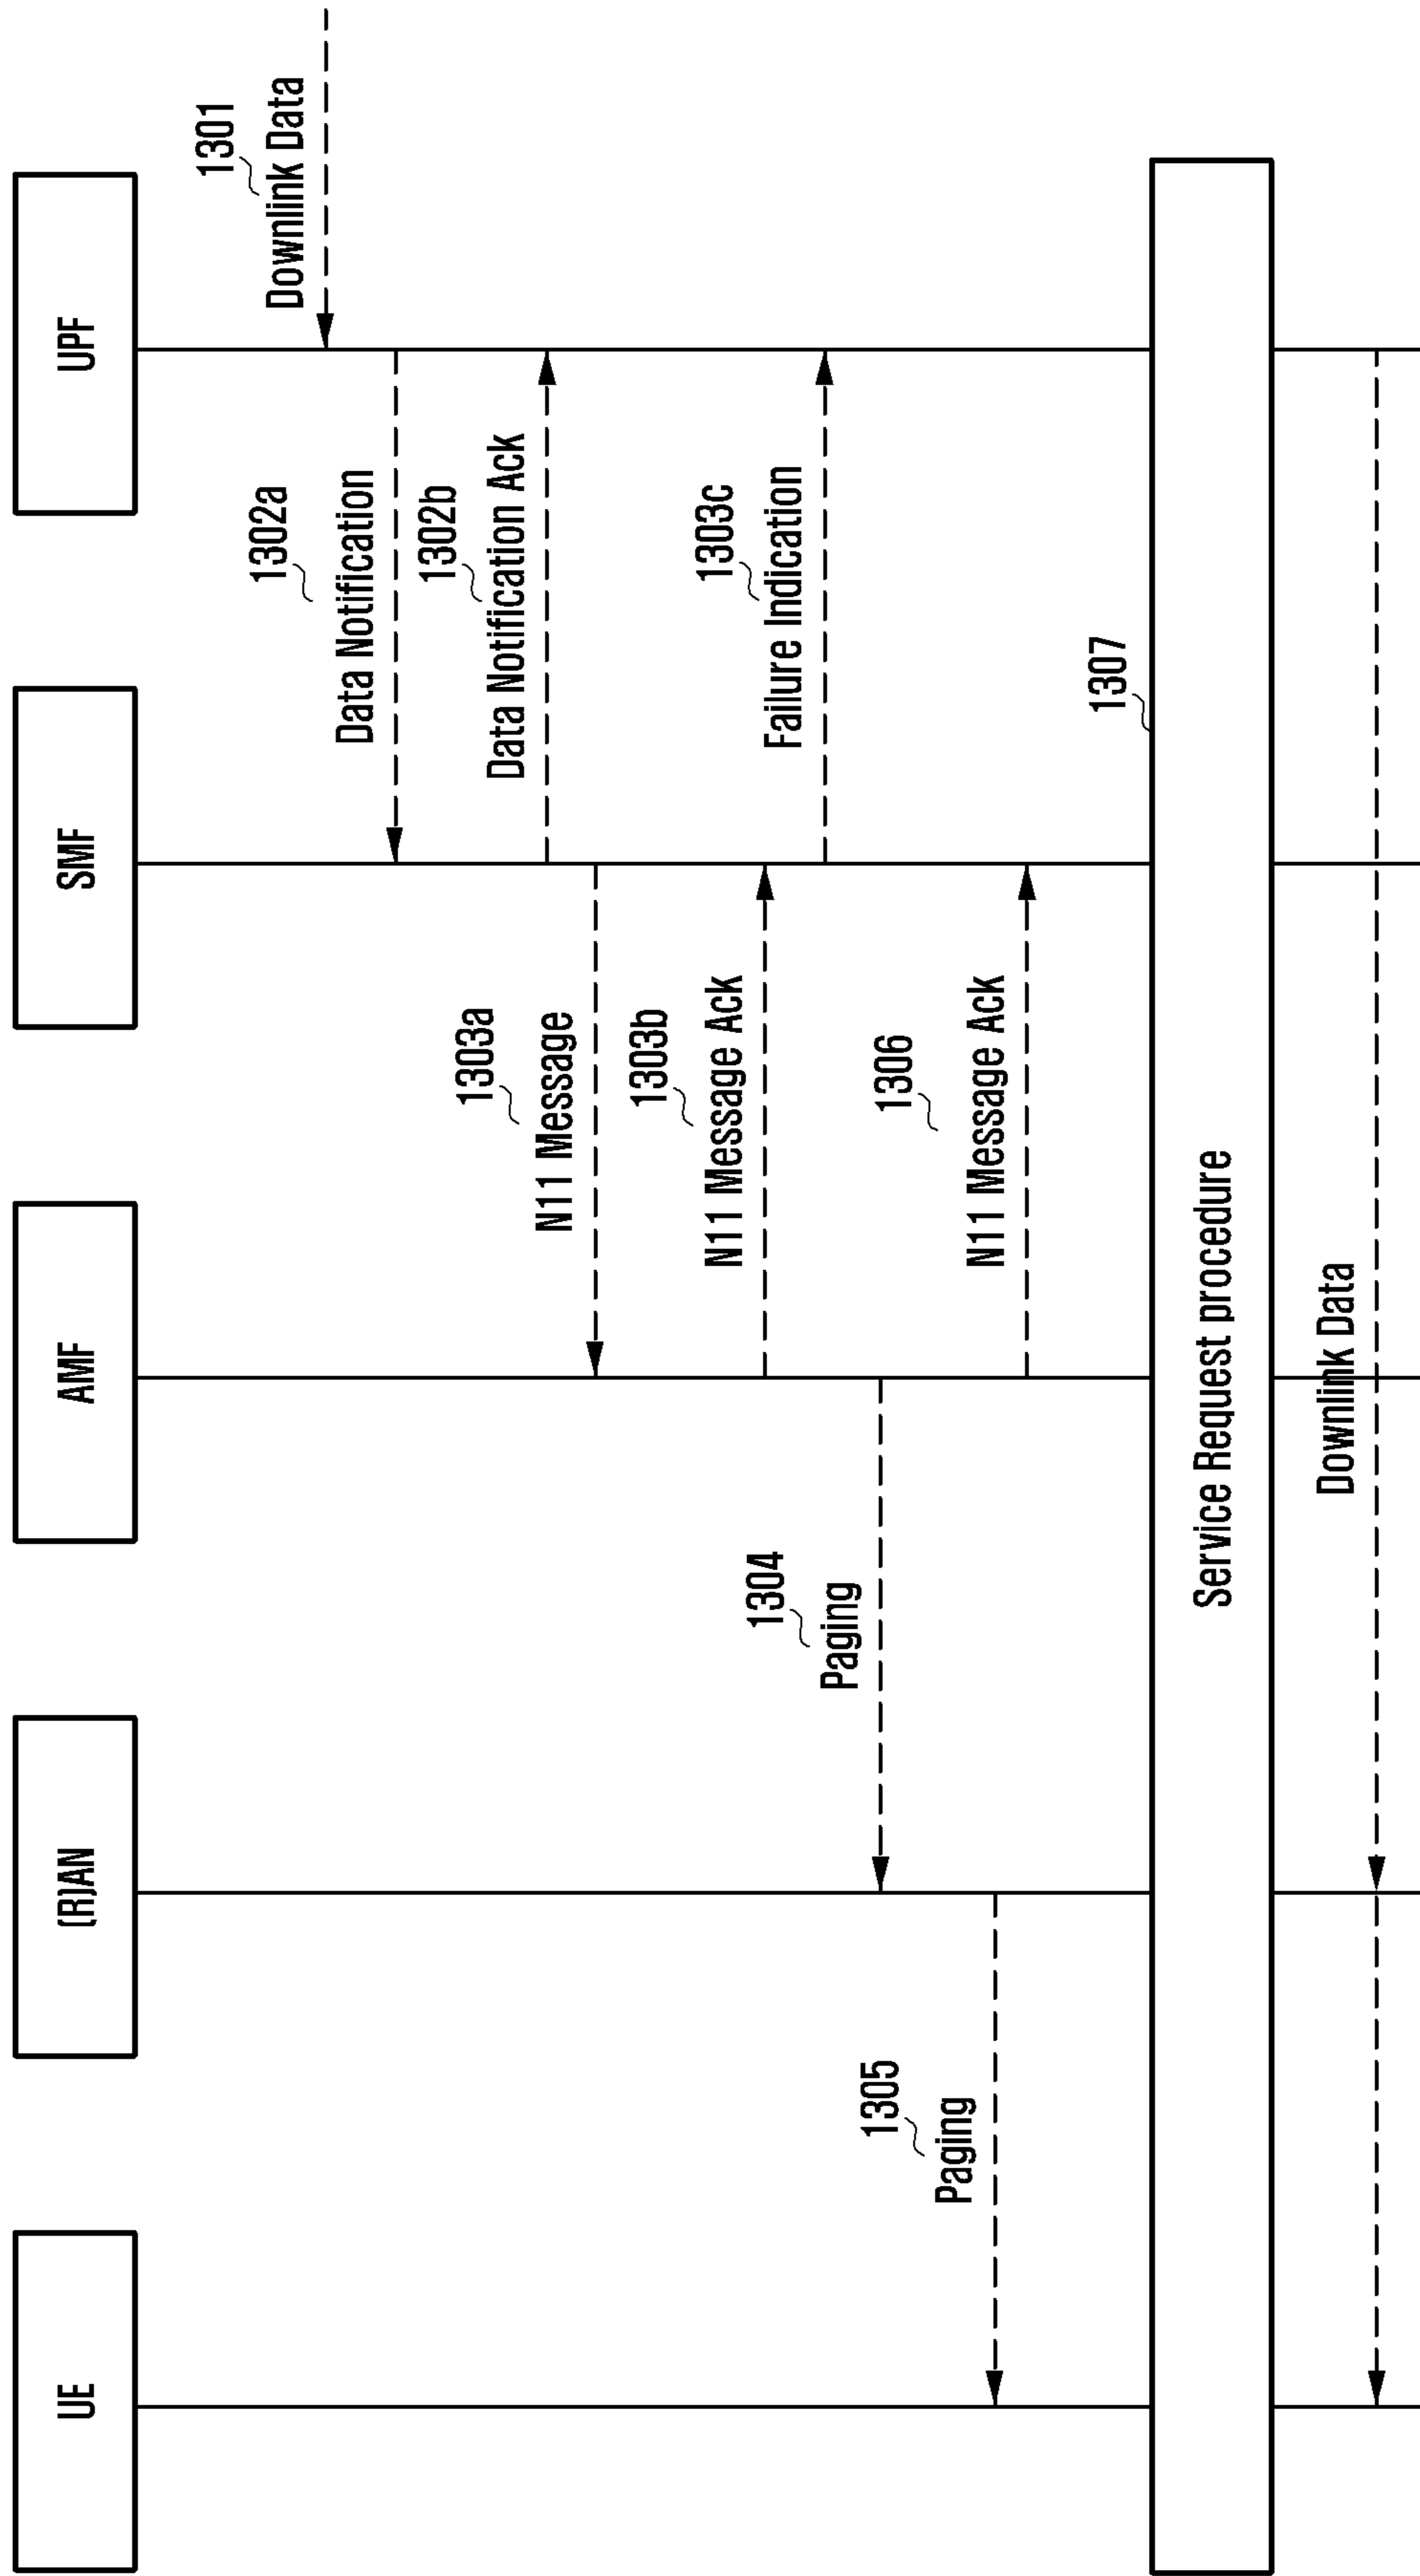 UE
(R)AN
AMF
SMF
UPF
1301
Downlink Data
1302a
Data Notification
1302b
Data Notification Ack
1303a
N11 Message
1303b
N11 Message Ack
1303c
Failure Indication
1304
Paging
1305
Paging
1306
N11 Message Ack
1307
Service Request procedure
Downlink Data